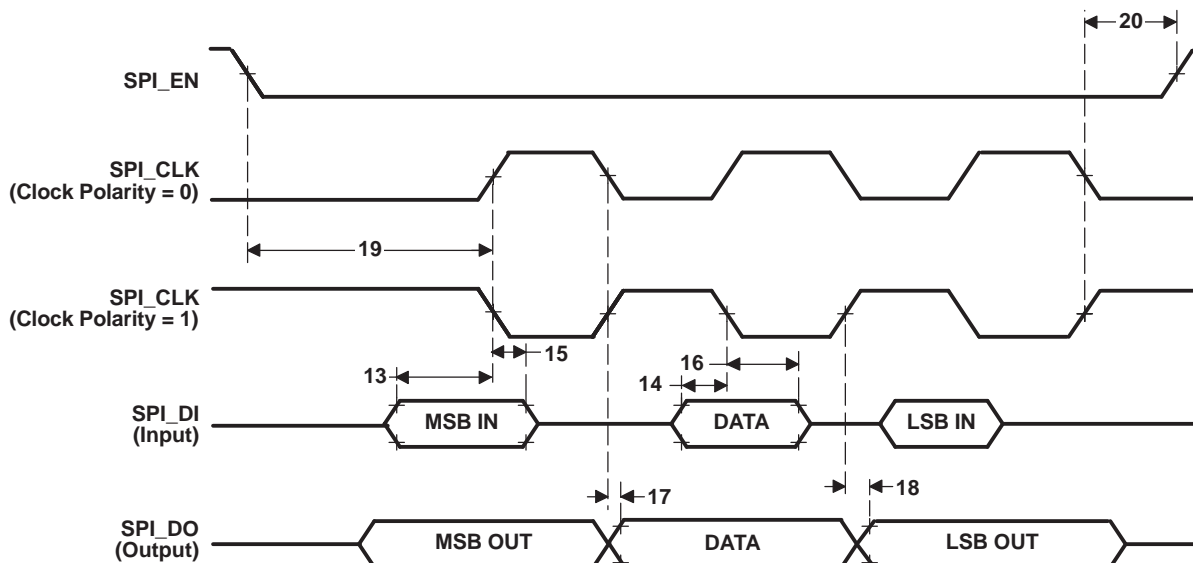 20
SPI_EN
SPI_CLK
(Clock Polarity = 0)
19
SPI_CLK
(Clock Polarity = 1)
15
16
13
14
SPI_DI
(Input)
MSB IN
DATA
LSB IN
17
18
SPI_DO
(Output)
MSB OUT
DATA
LSB OUT